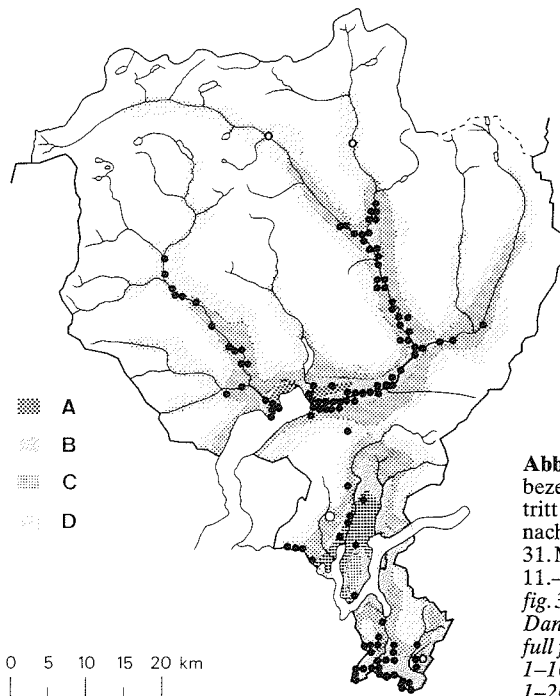 A
B
C
D
0 5 10 15 20 km
Abb
beze
tritt
nach
31. M
11.–
fig. 3
Dan
full f
1–1
1–2